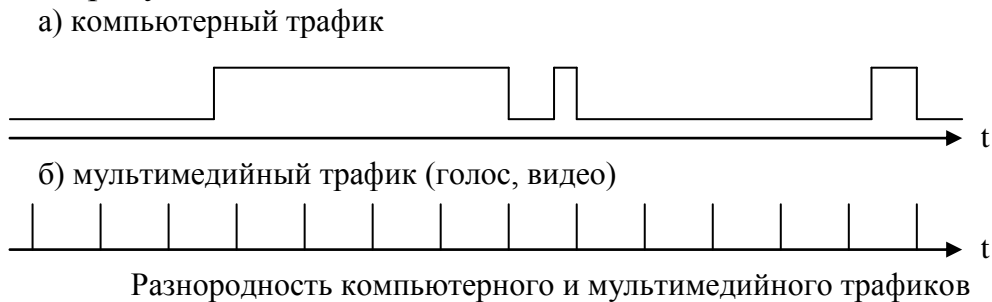 а) компьютерный трафик
t
б) мультимедийный трафик (голос, видео)
t
Разнородность компьютерного и мультимедийного трафиков